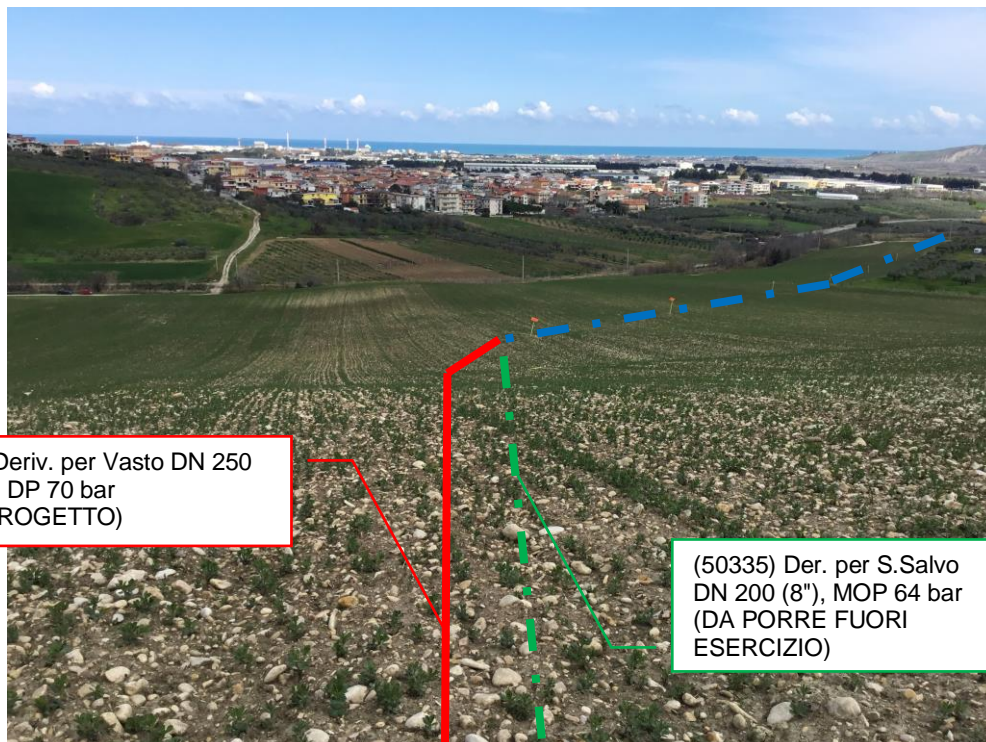 Deriv. per Vasto DN 250
DP 70 bar
ROGETTO)
(50335) Der. per S.Salvo
DN 200 (8"), MOP 64 bar
(DA PORRE FUORI
ESERCIZIO)